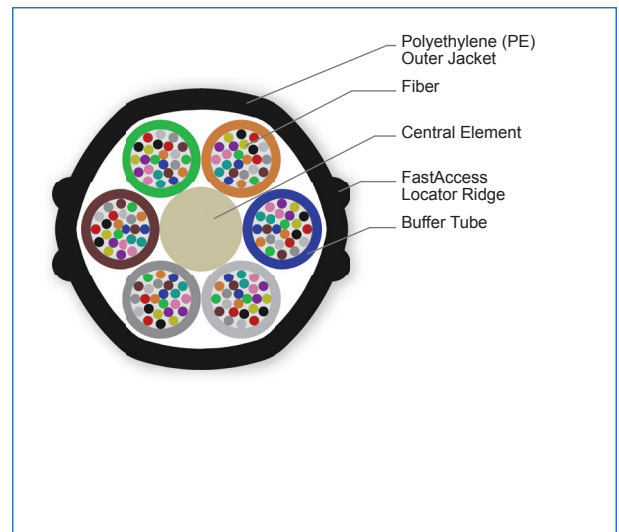 Polyethylene (PE)
Outer Jacket
Fiber
Central Element
FastAccess
Locator Ridge
Buffer Tube